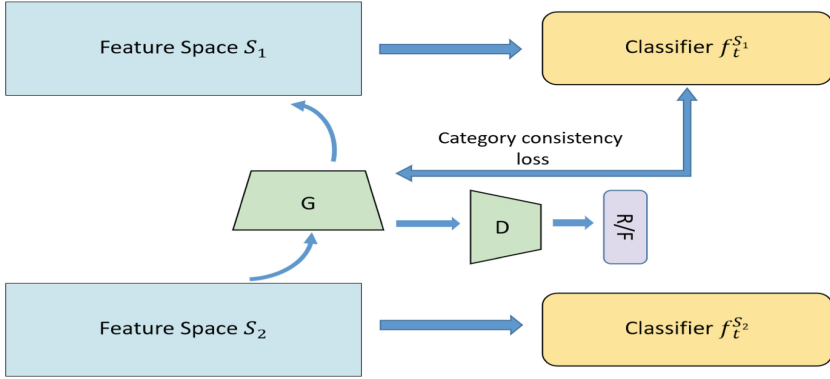 Feature Space S₁
Classifier f_t^{S₁}
Category consistency
loss
G
D
R/F
Feature Space S₂
Classifier f_t^{S₂}